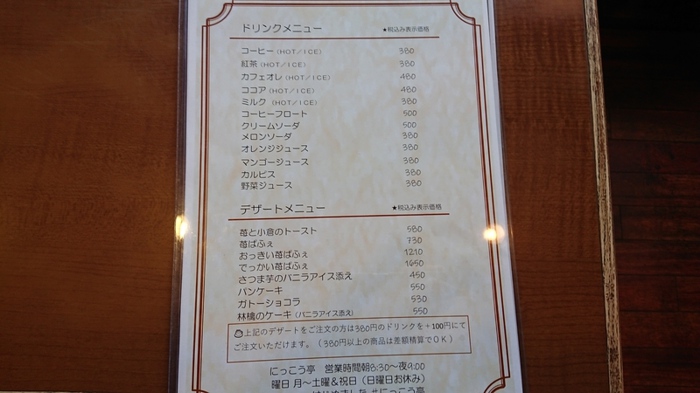 ドリンクメニュー ★税込み表示価格
コーヒー(HOT/ICE) 380
紅茶(HOT/ICE) 380
カフェオレ(HOT/ICE) 480
ココア(HOT/ICE) 480
ミルク(HOT/ICE) 380
コーヒーフロート 500
クリームソーダ 500
メロンソーダ 380
オレンジジュース 380
マンゴージュース 380
カルピス 380
野菜ジュース 380
デザートメニュー ★税込み表示価格
苺と小倉のトースト 580
苺ぱふぇ 730
おっきい苺ぱふぇ 1210
でっかい苺ぱふぇ
さつま芋のバニラアイス添え 450
パンケーキ 550
ガトーショコラ 530
林檎のケーキ(バニラアイス添え) 550
上記のデザートをご注文の方は380円のドリンクを+100円にて
ご注文いただけます。(380円以上の商品は差額精算でOK)
にっこう亭 営業時間朝8:30~夜9:00
曜日 月~土曜&祝日(日曜日お休み)
#にっこう亭